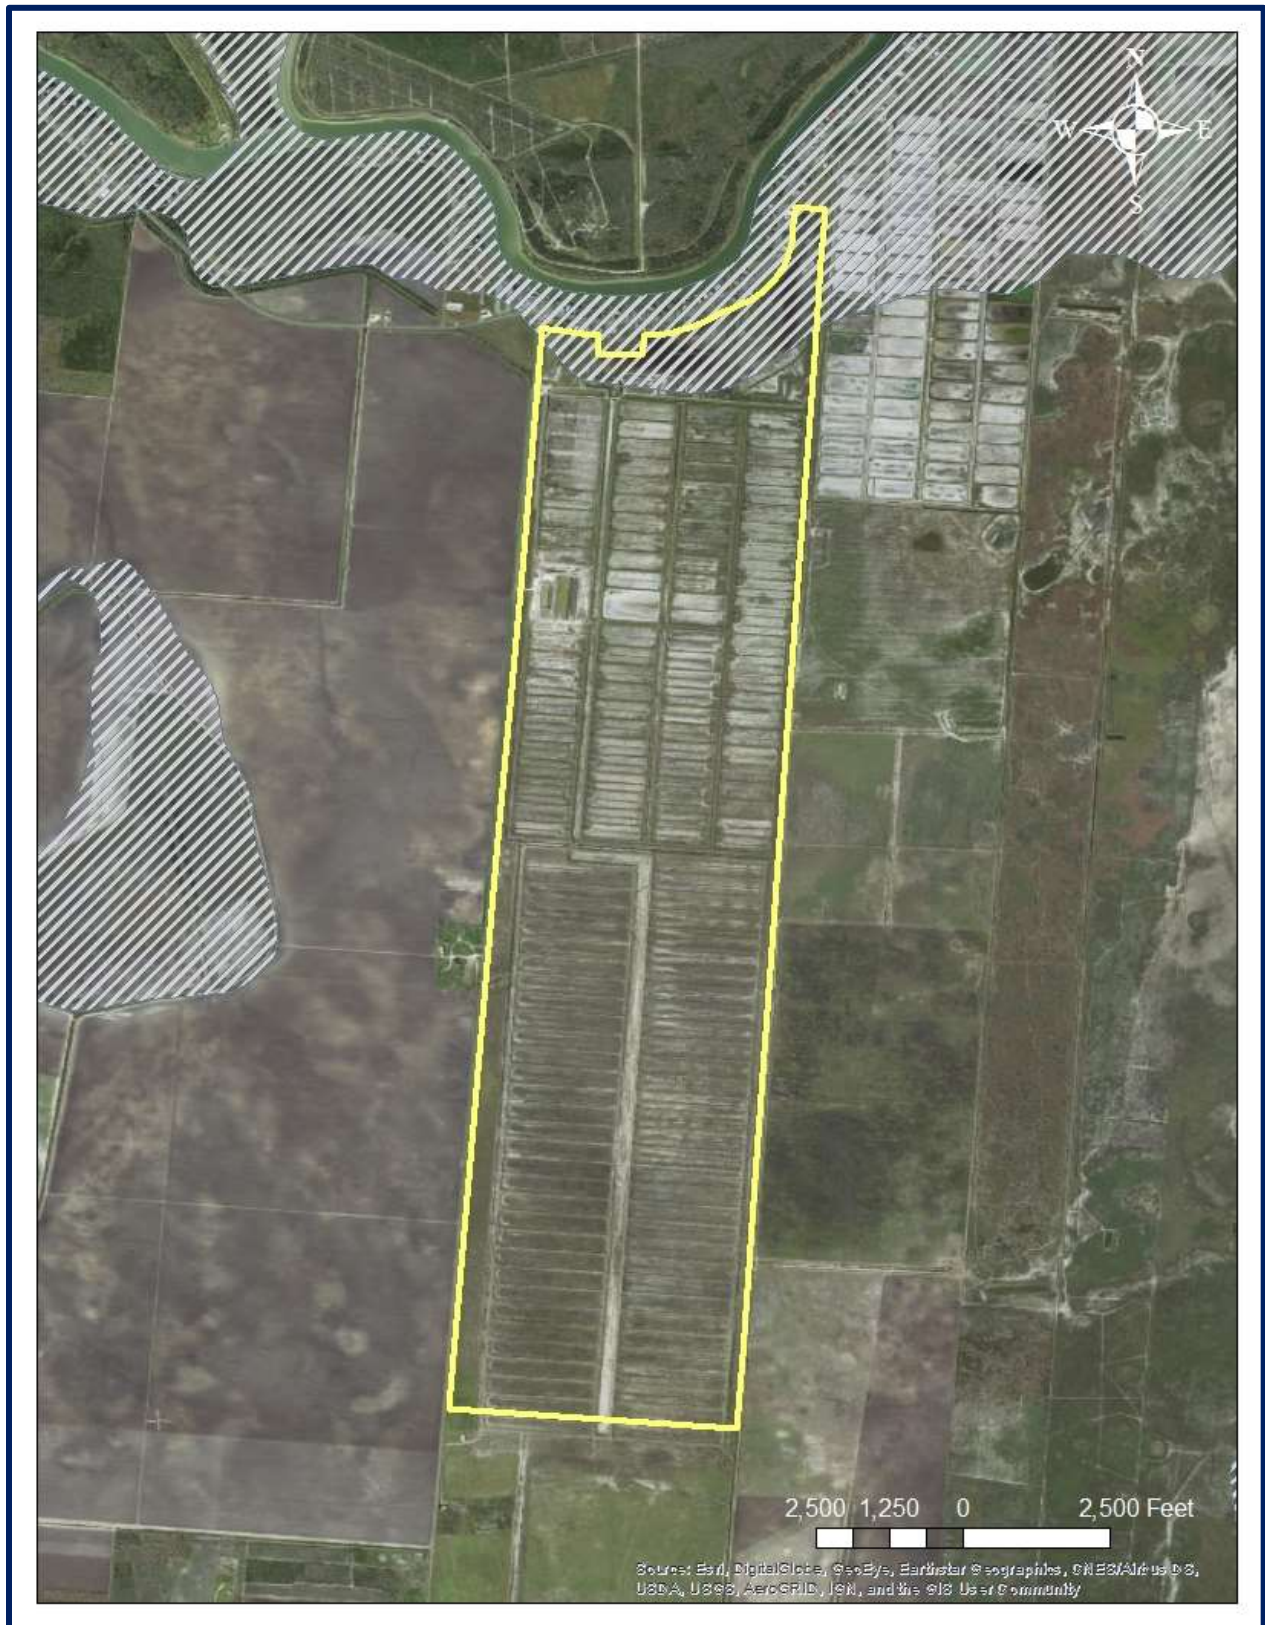 N
W E
S
2,500 1,250 0 2,500 Feet
Source: Esri, DigitalGlobe, GeoEye, Earthstar Geographics, CNES/Airbus DS,
USDA, USGS, AeroGRID, IGN, and the GIS User Community